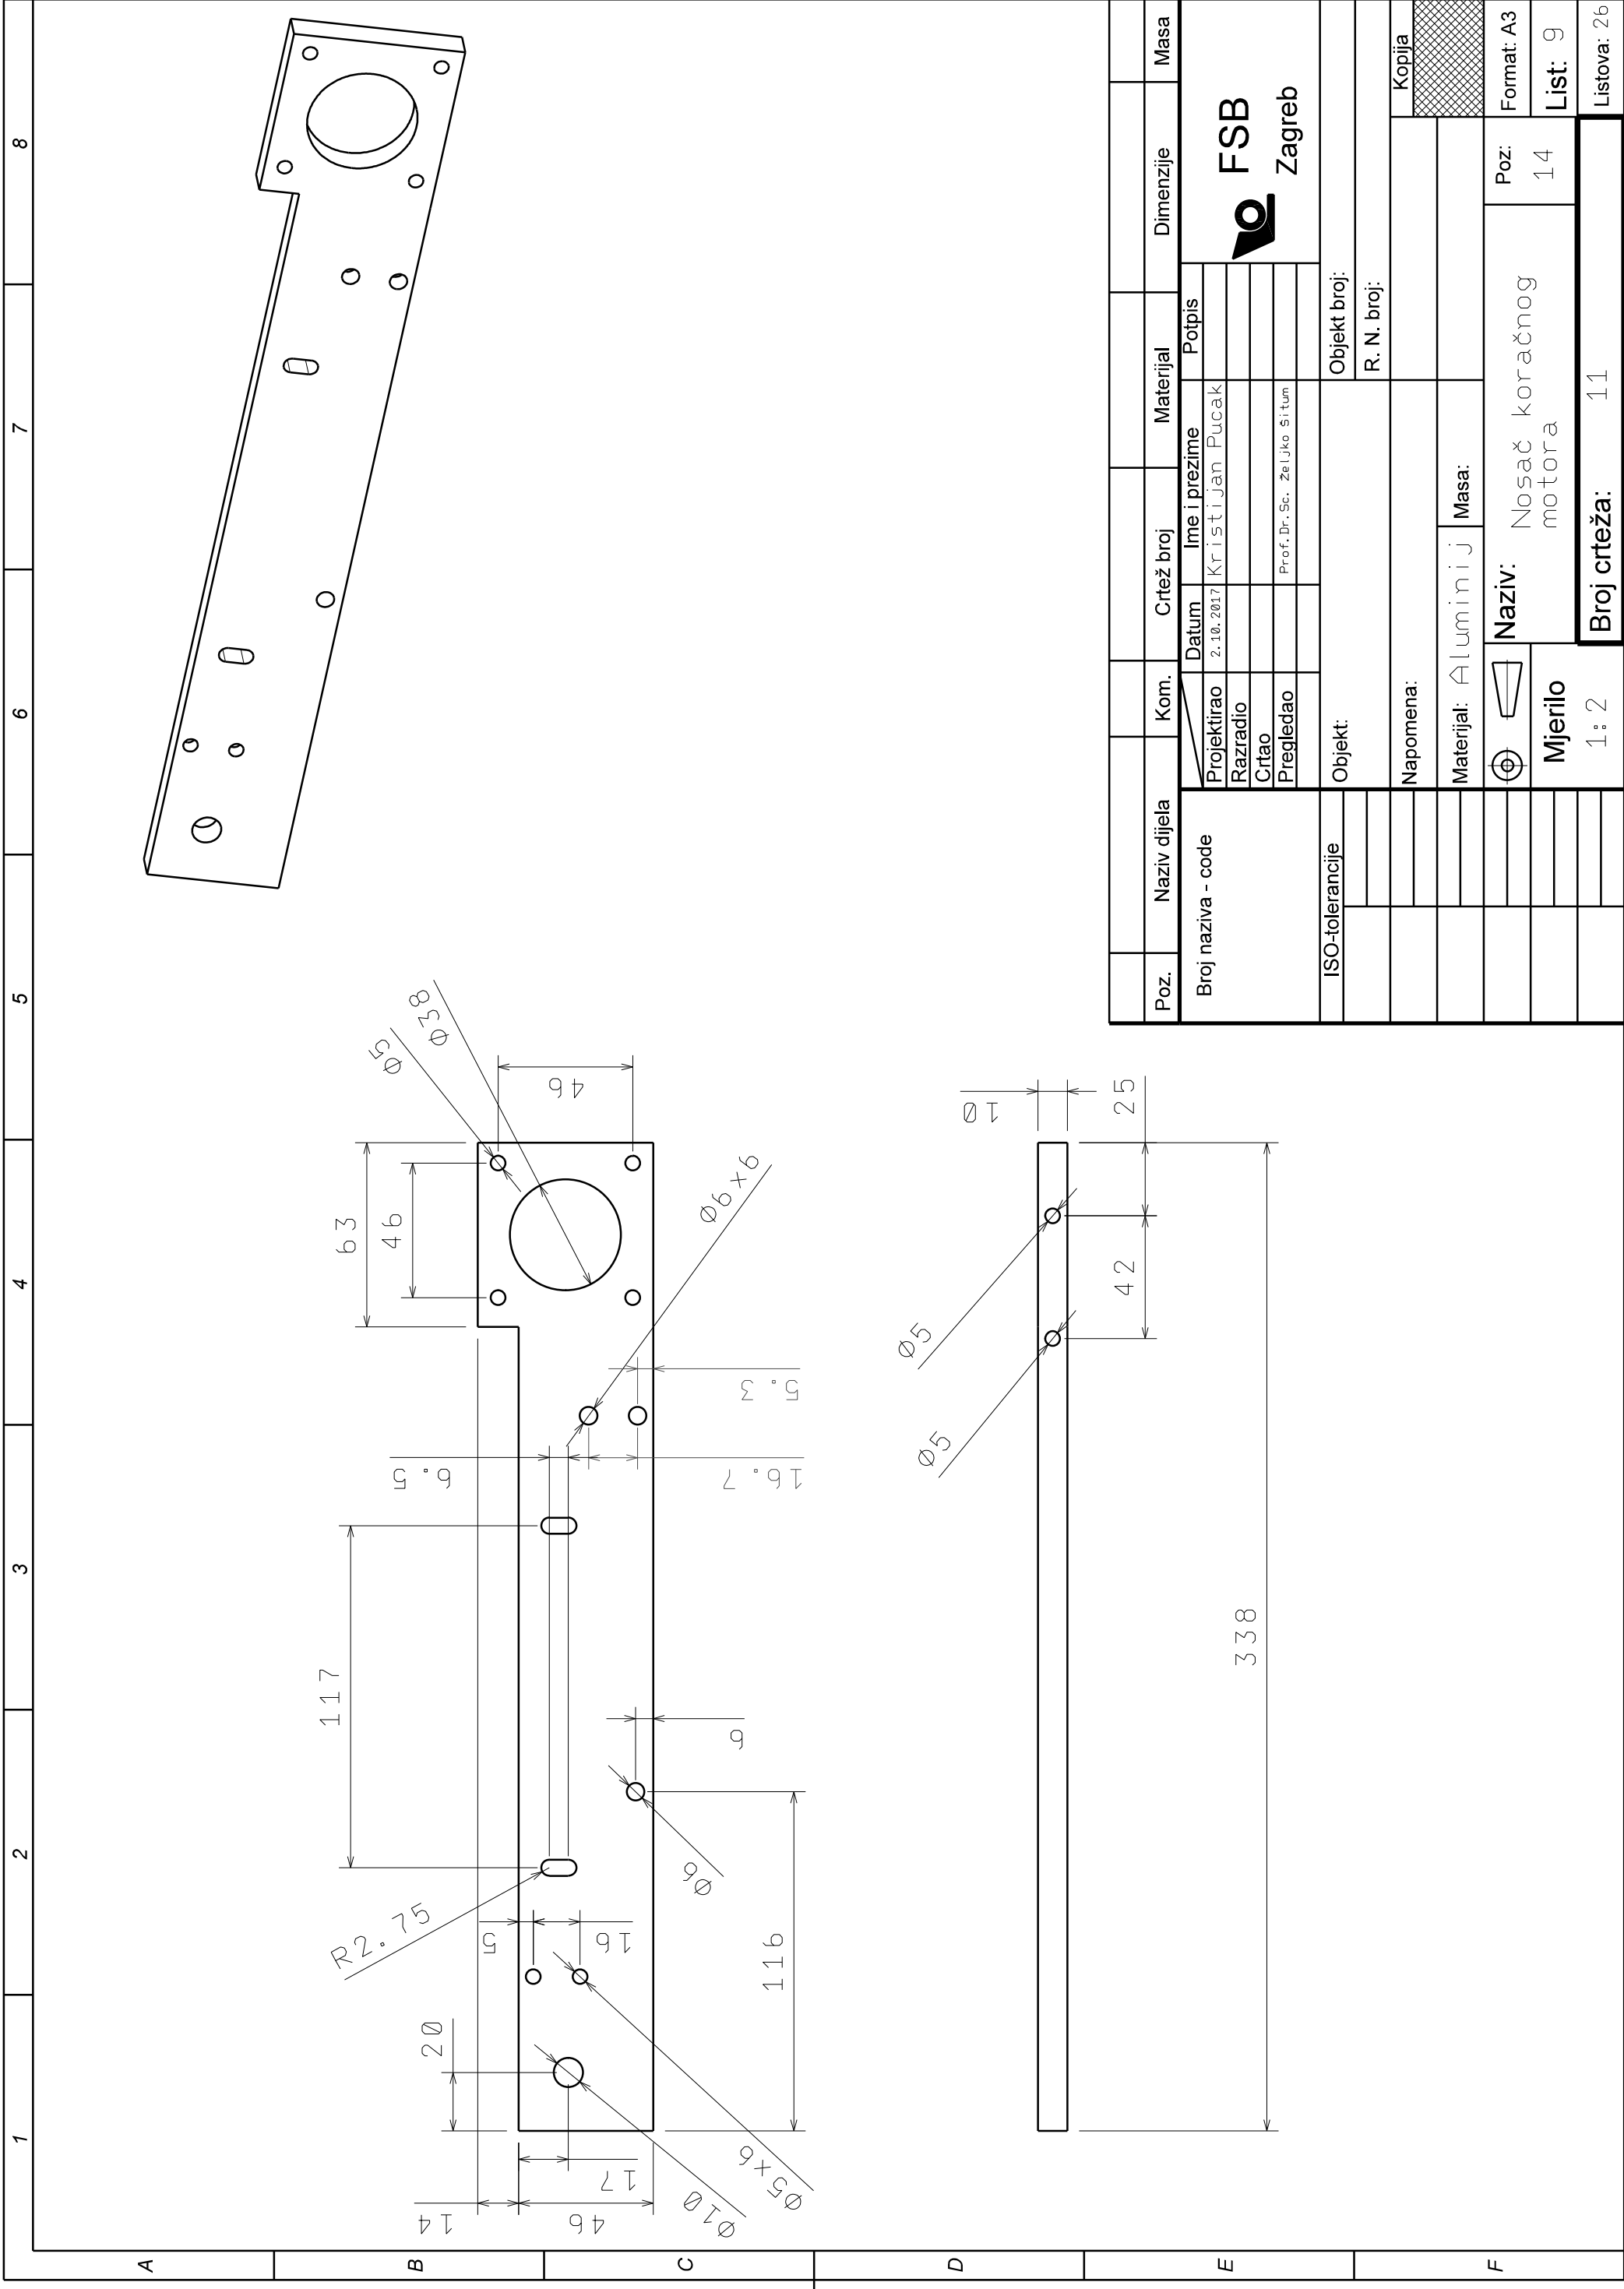 1
2
3
4
5
6
7
8
A
B
C
D
E
F
R2.75
117
63
46
Ø5
Ø38
46
20
5
16
6.5
16.7
5.3
Ø6x6
6
Ø6
116
14
46
17
Ø10
Ø5x6
10
25
42
Ø5
Ø5
338
Poz.
Naziv dijela
Kom.
Crtež broj
Materijal
Dimenzije
Masa
Broj naziva - code
Datum
Ime i prezime
Potpis
Projektirao
2.10.2017
Kristijan Pucak
Razradio
Crtao
Pregledao
Prof.Dr.Sc. Željko Šitum
FSB
Zagreb
ISO-tolerancije
Objekt:
Objekt broj:
R. N. broj:
Napomena:
Kopija
Materijal: Aluminij
Masa:
Naziv:
Nosač koračnog
motora
Poz:
14
Format: A3
List: 9
Listova: 26
Mjerilo
1:2
Broj crteža: 11